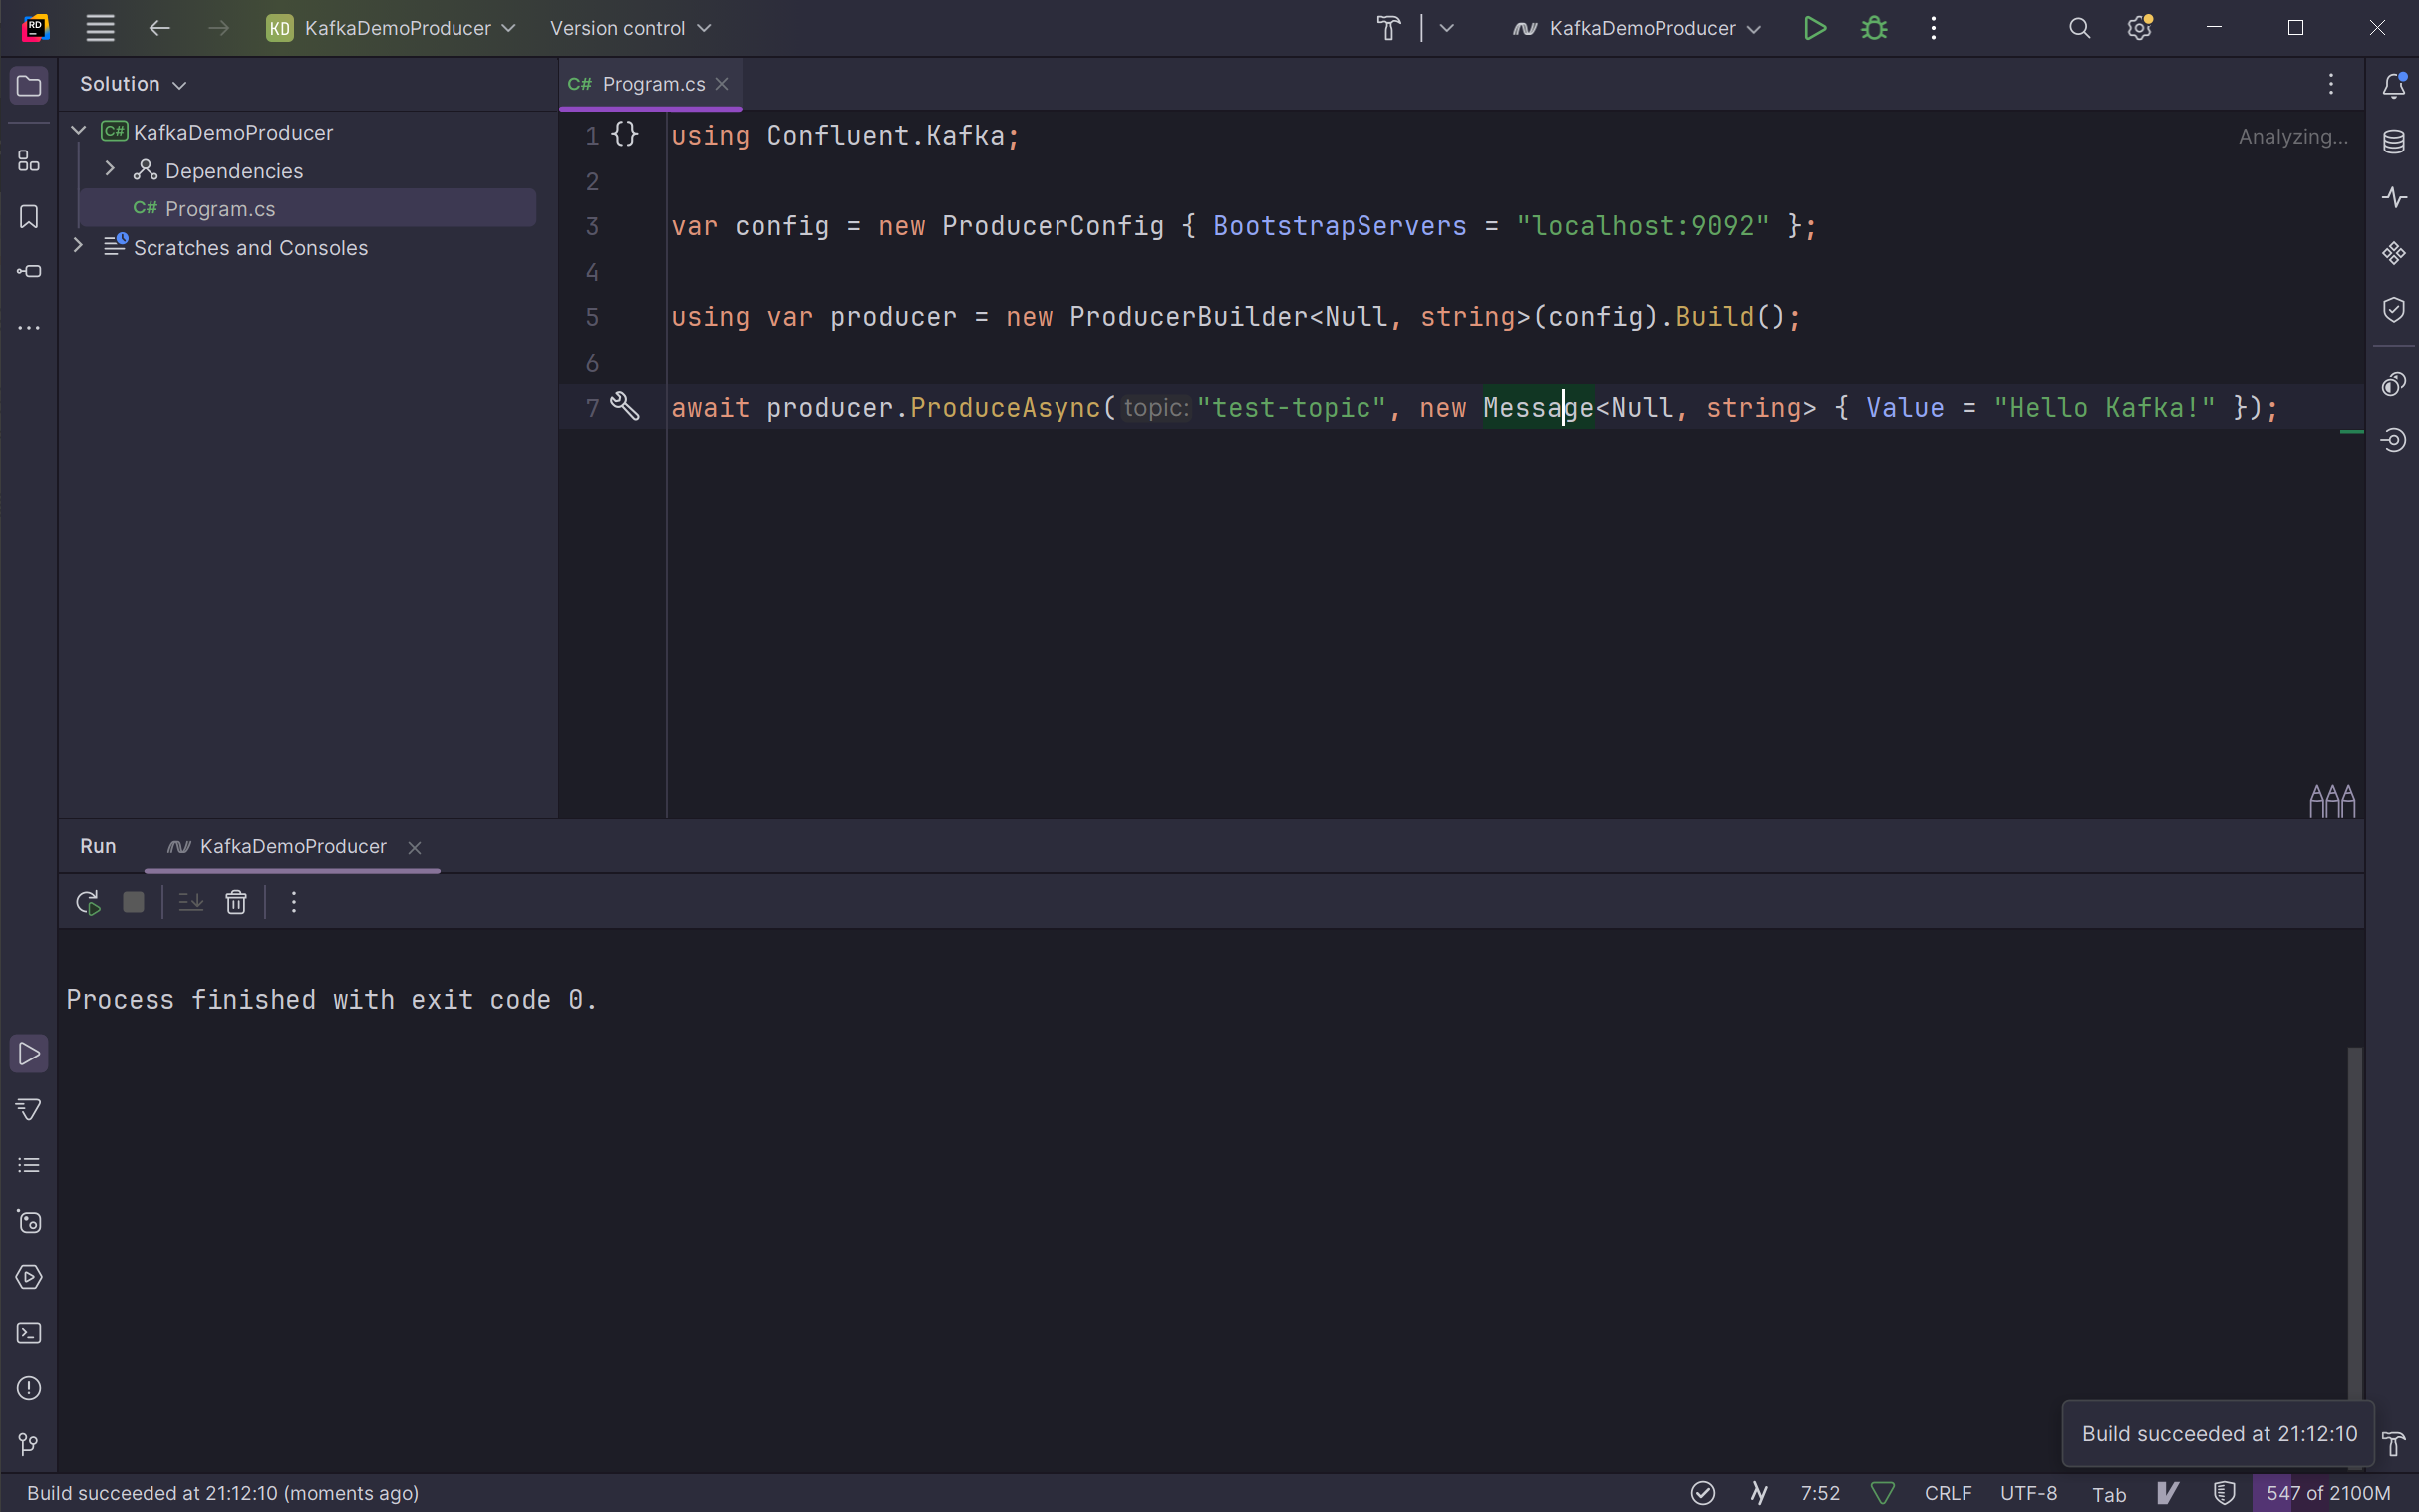 RD
KD KafkaDemoProducer Version control KafkaDemoProducer
Solution
C# Program.cs
C# KafkaDemoProducer
Dependencies
C# Program.cs
Scratches and Consoles
Analyzing...
1 {} using Confluent.Kafka;
2
3 var config = new ProducerConfig { BootstrapServers = "localhost:9092" };
4
5 using var producer = new ProducerBuilder<Null, string>(config).Build();
6
7 await producer.ProduceAsync( topic: "test-topic", new Message<Null, string> { Value = "Hello Kafka!" });
Run KafkaDemoProducer
Process finished with exit code 0.
Build succeeded at 21:12:10
Build succeeded at 21:12:10 (moments ago) 7:52 CRLF UTF-8 Tab 547 of 2100M